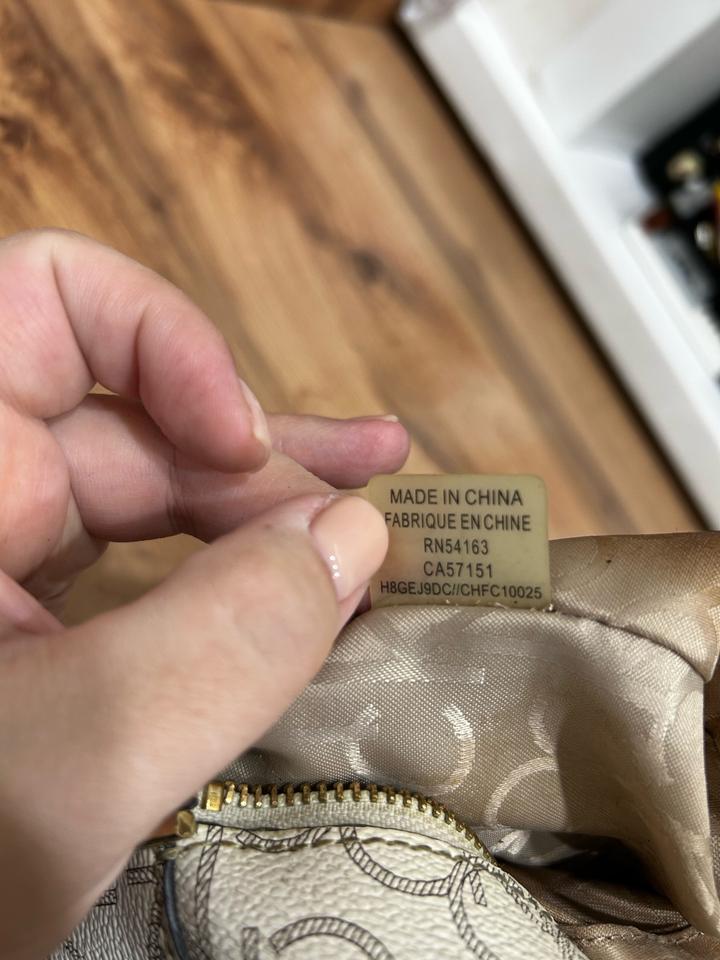 MADE IN CHINA
FABRIQUE EN CHINE
RN54163
CA57151
H8GEJ9DC//CHFC10025